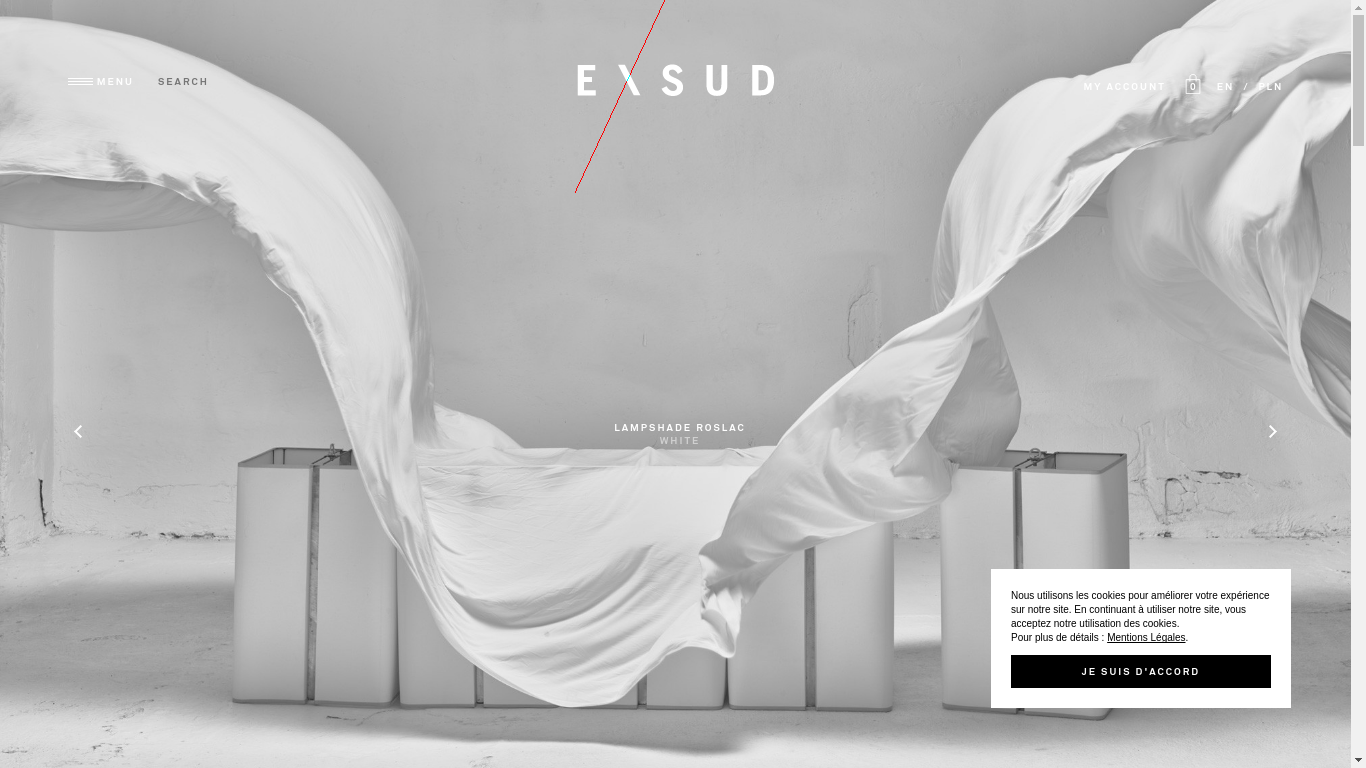 MENU
SEARCH
EXSUD
MY ACCOUNT
0
EN / PLN
LAMPSHADE ROSLAC
WHITE
Nous utilisons les cookies pour améliorer votre expérience
sur notre site. En continuant à utiliser notre site, vous
acceptez notre utilisation des cookies.
Pour plus de détails : Mentions Légales.
JE SUIS D'ACCORD